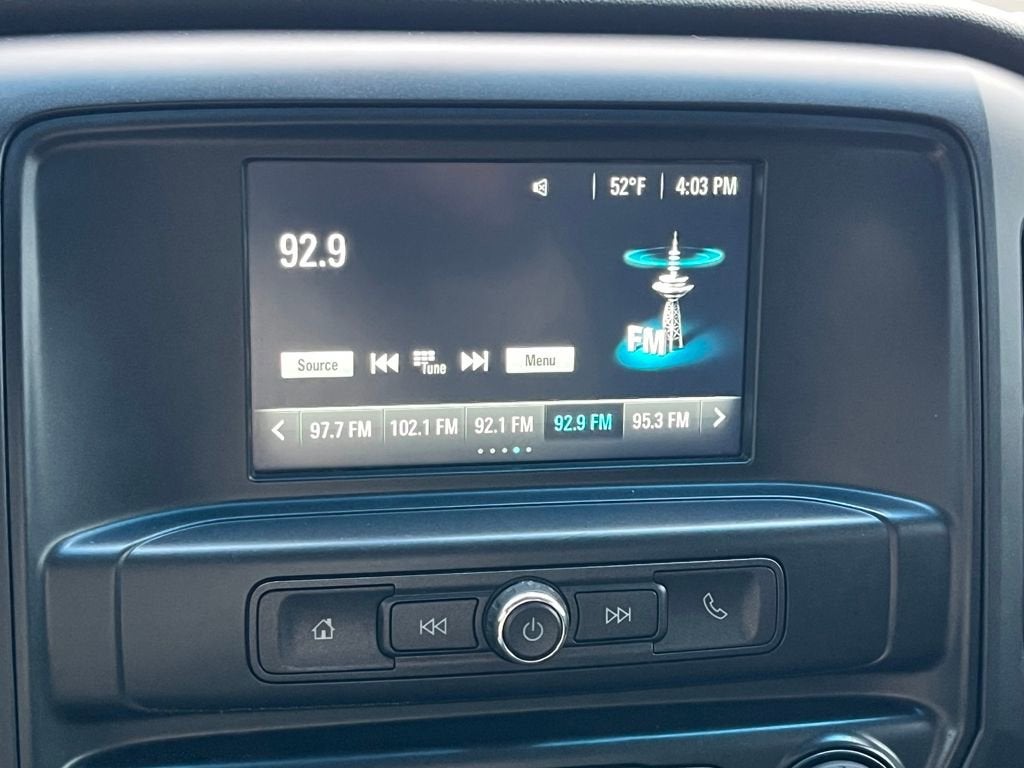 52°F 4:03 PM
92.9
FM
Source Tune Menu
97.7 FM 102.1 FM 92.1 FM 92.9 FM 95.3 FM